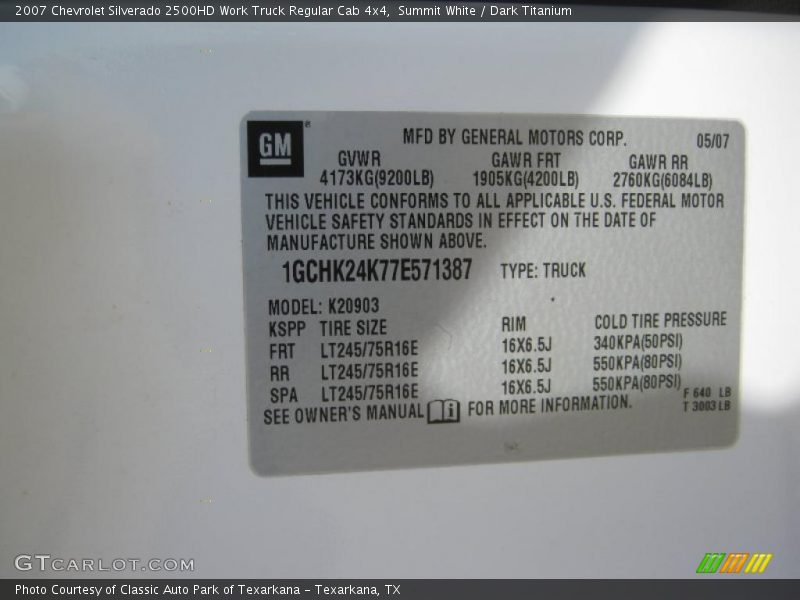 2007 Chevrolet Silverado 2500HD Work Truck Regular Cab 4x4, Summit White / Dark Titanium
GM®
MFD BY GENERAL MOTORS CORP. 05/07
GVWR GAWR FRT GAWR RR
4173KG(9200LB) 1905KG(4200LB) 2760KG(6084LB)
THIS VEHICLE CONFORMS TO ALL APPLICABLE U.S. FEDERAL MOTOR
VEHICLE SAFETY STANDARDS IN EFFECT ON THE DATE OF
MANUFACTURE SHOWN ABOVE.
1GCHK24K77E571387 TYPE: TRUCK
MODEL: K20903
KSPP TIRE SIZE RIM COLD TIRE PRESSURE
FRT LT245/75R16E 16X6.5J 340KPA(50PSI)
RR LT245/75R16E 16X6.5J 550KPA(80PSI)
SPA LT245/75R16E 16X6.5J 550KPA(80PSI)
F 640 LB
SEE OWNER'S MANUAL i FOR MORE INFORMATION. T 3003 LB
GTCARLOT.COM
Photo Courtesy of Classic Auto Park of Texarkana - Texarkana, TX